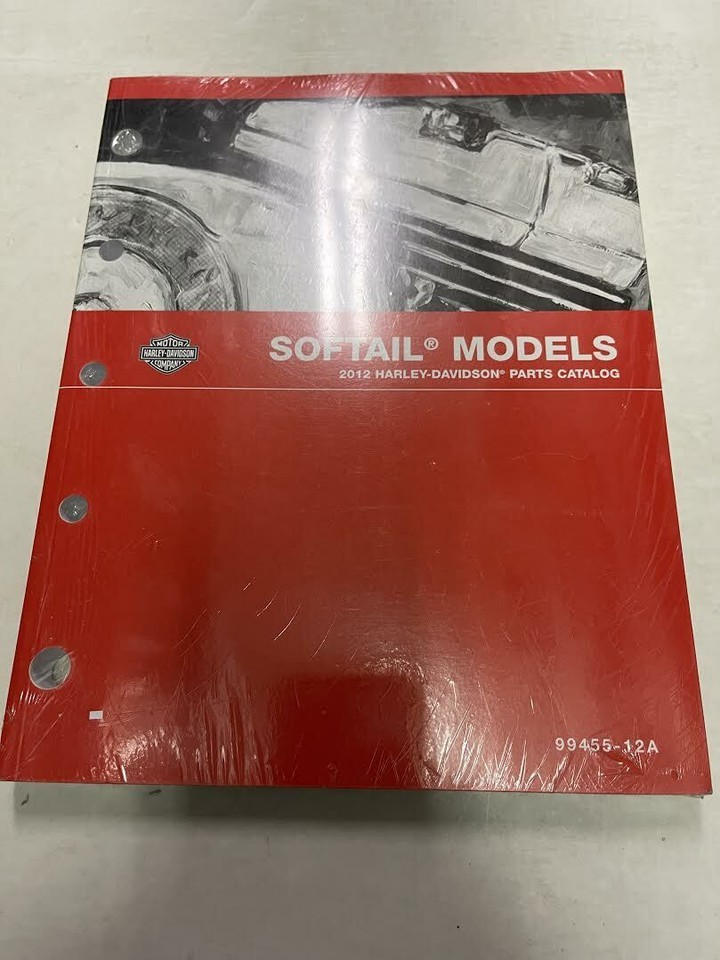 MOTOR
HARLEY-DAVIDSON
COMPANY
SOFTAIL® MODELS
2012 HARLEY-DAVIDSON® PARTS CATALOG
99455-12A